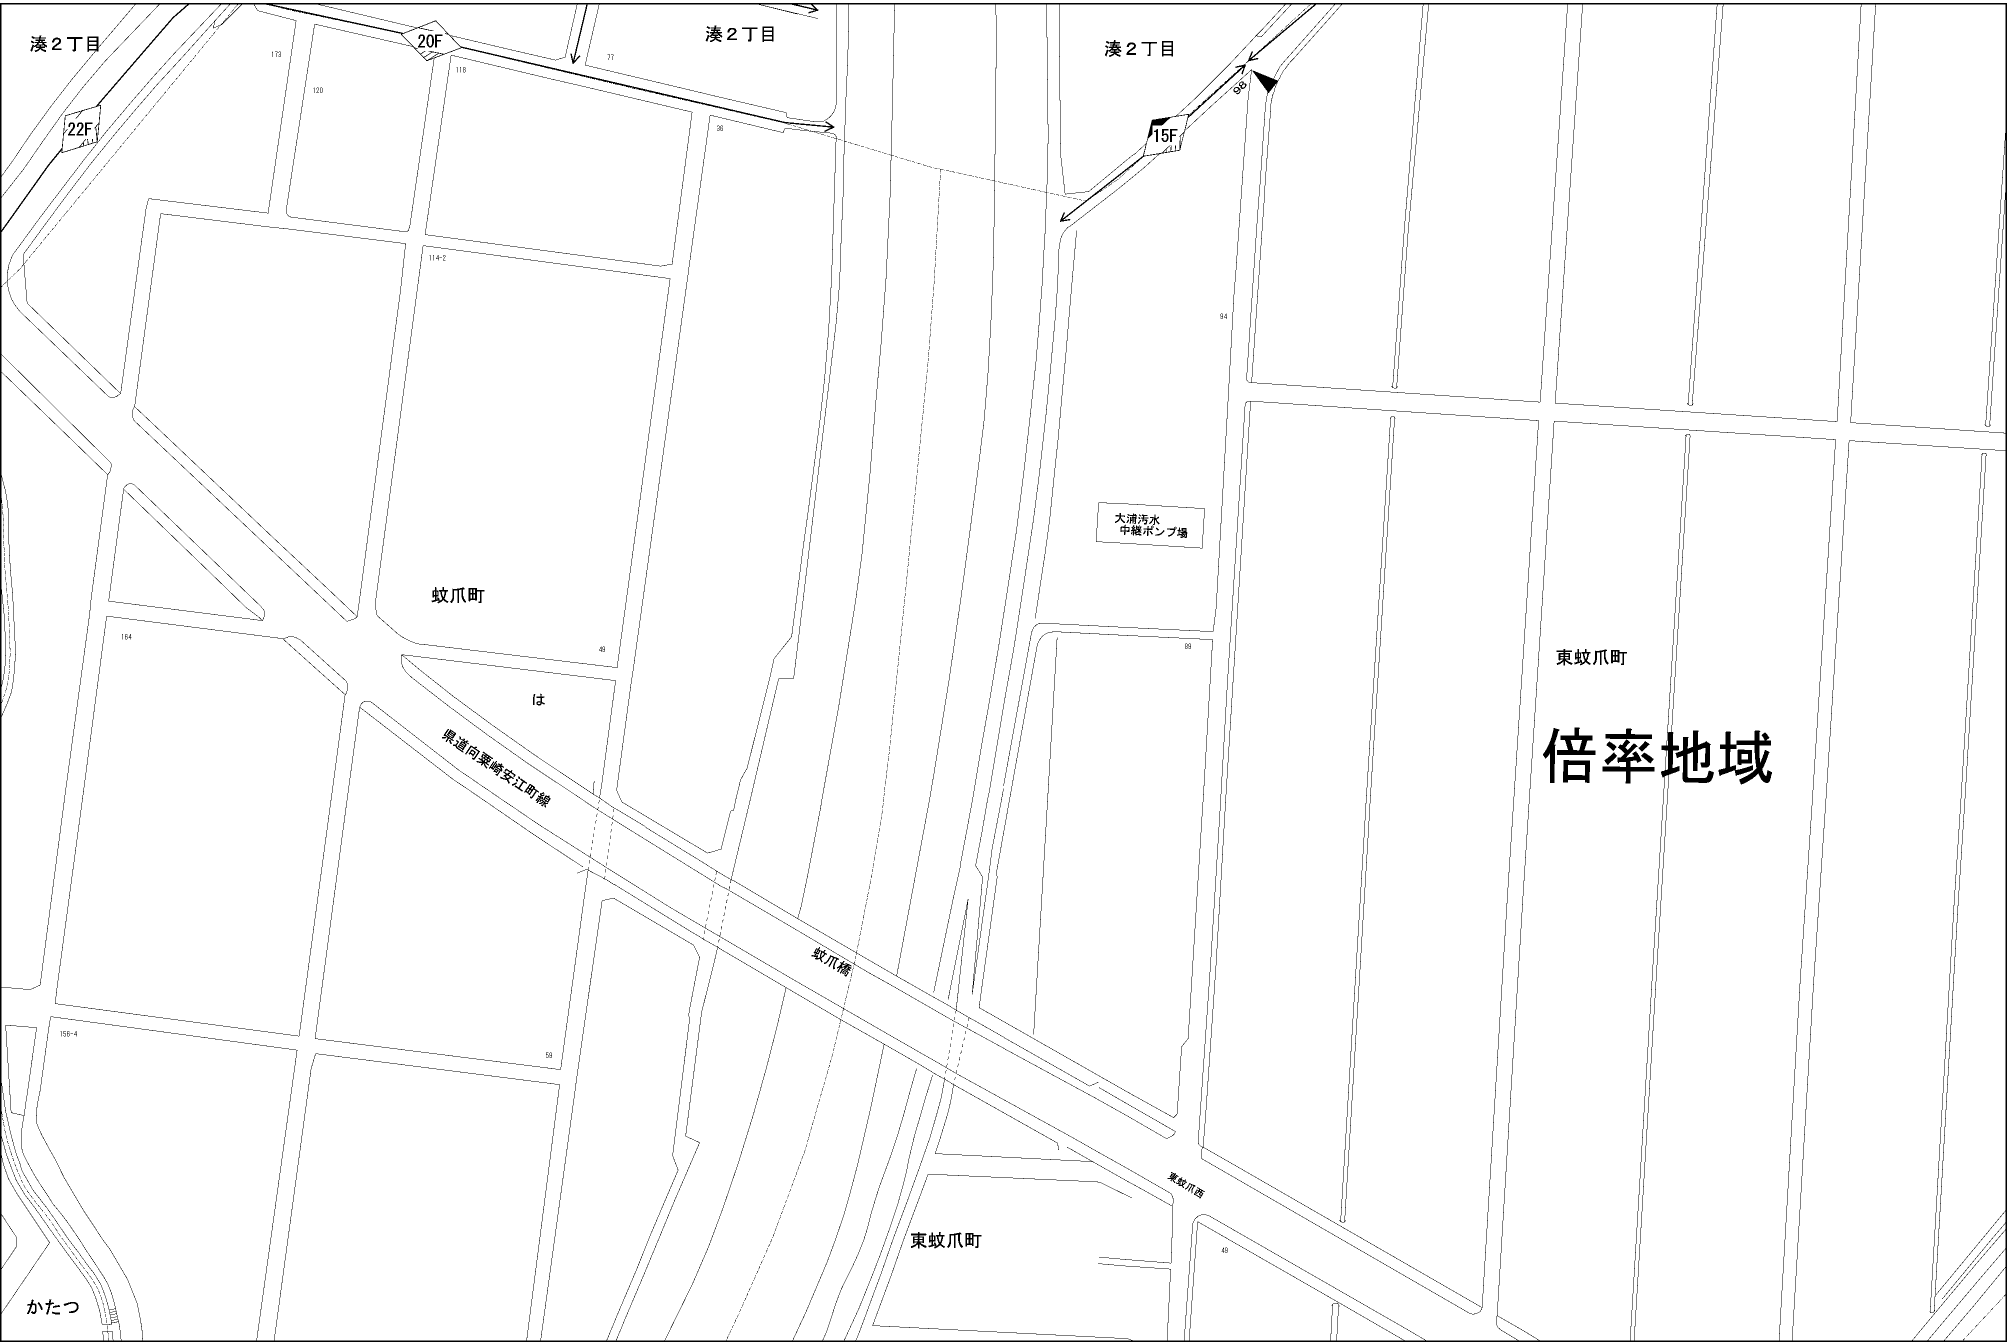 湊２丁目
20F
湊２丁目
湊２丁目
173
77
118
120
98
22F
36
15F
114-2
94
大浦汚水
中継ポンプ場
蚊爪町
164
49
89
東蚊爪町
は
県道向粟崎安江町線
倍率地域
蚊爪橋
156-4
59
東蚊爪西
東蚊爪町
49
かたつ